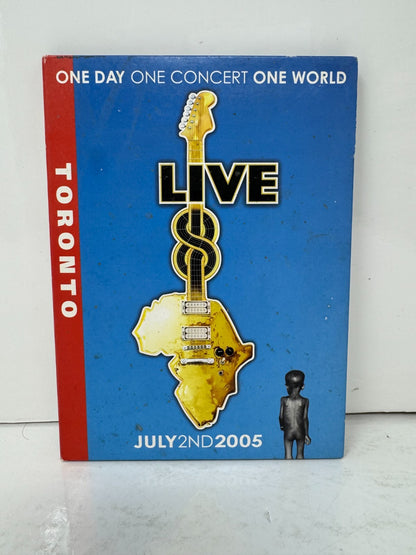 ONE DAY ONE CONCERT ONE WORLD
TORONTO
LIVE
8
JULY2ND2005